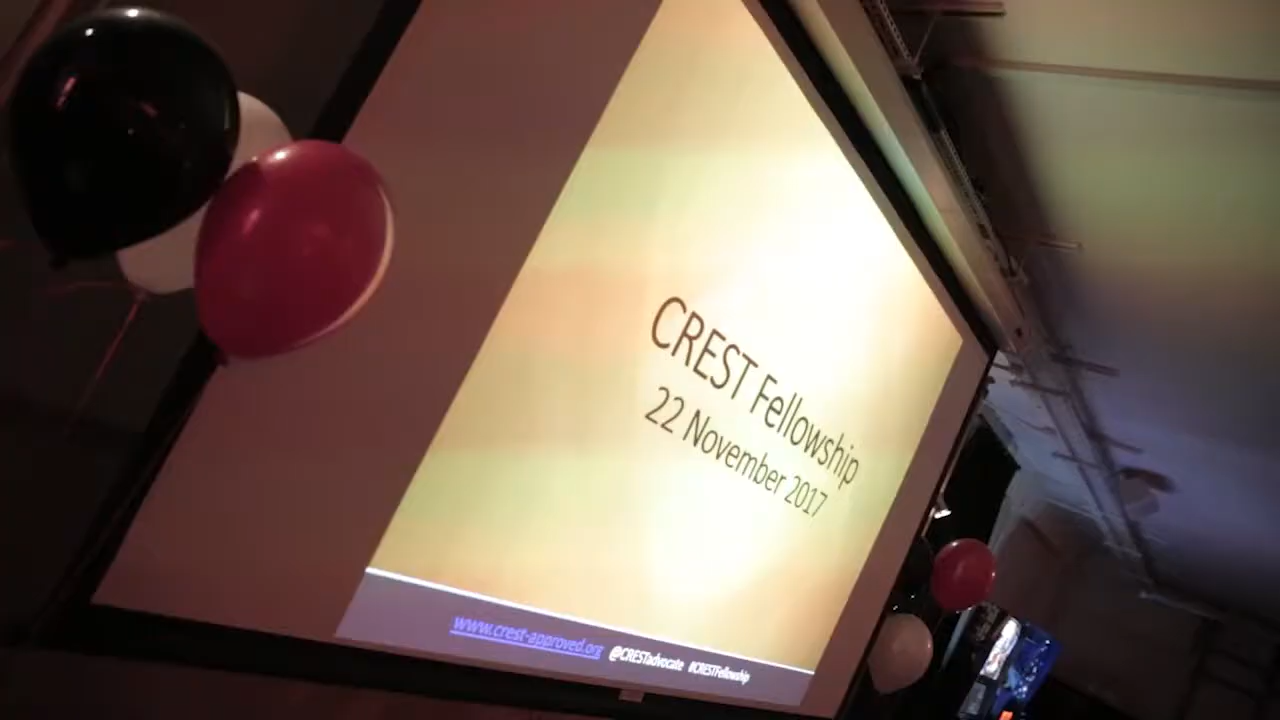 CREST Fellowship
22 November 2017
www.crest-approved.org @CRESTadvocate #CRESTFellowship